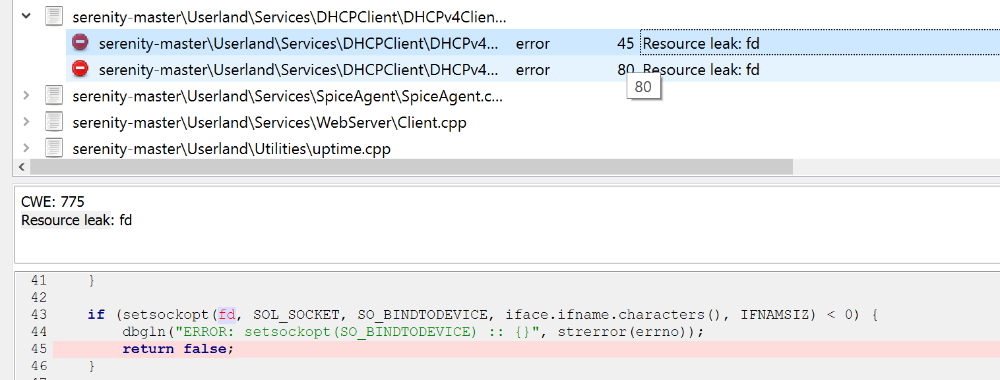 serenity-master\Userland\Services\DHCPClient\DHCPv4Clien...
serenity-master\Userland\Services\DHCPClient\DHCPv4... error 45 Resource leak: fd
serenity-master\Userland\Services\DHCPClient\DHCPv4... error 80 Resource leak: fd
80
serenity-master\Userland\Services\SpiceAgent\SpiceAgent.c...
serenity-master\Userland\Services\WebServer\Client.cpp
serenity-master\Userland\Utilities\uptime.cpp
CWE: 775
Resource leak: fd
41 }
42
43 if (setsockopt(fd, SOL_SOCKET, SO_BINDTODEVICE, iface.ifname.characters(), IFNAMSIZ) < 0) {
44 dbgln("ERROR: setsockopt(SO_BINDTODEVICE) :: {}", strerror(errno));
45 return false;
46 }